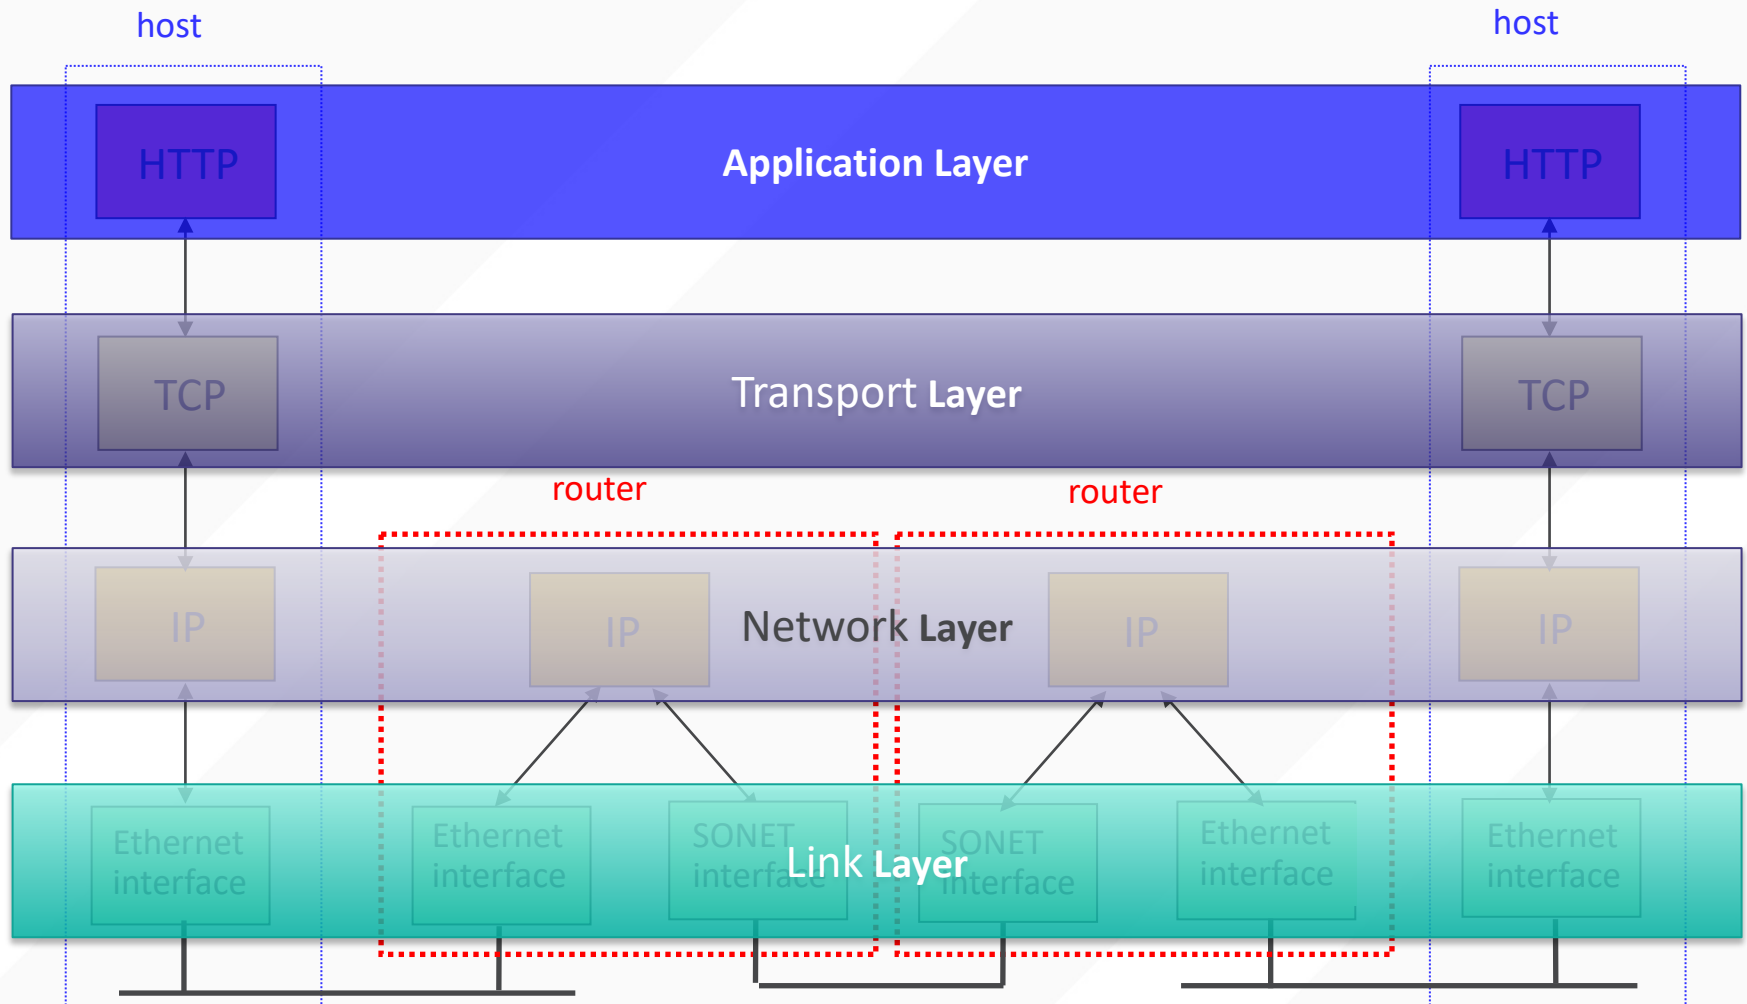 host
host
HTTP
Application Layer
HTTP
TCP
Transport Layer
TCP
router
router
IP
IP
Network Layer
IP
IP
Ethernet
interface
Ethernet
interface
SONET
interface
Link Layer
SONET
interface
Ethernet
interface
Ethernet
interface